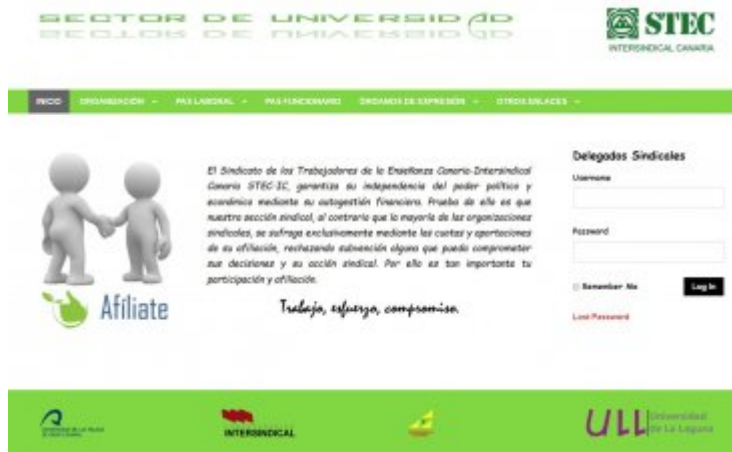 SECTOR DE UNIVERSIDAD
STEC
INTERSINDICAL CANARIA
INICIO ORGANIZACIÓN PAS LABORAL PAS FUNCIONARIO ÓRGANOS DE EXPRESIÓN OTROS ENLACES
El Sindicato de los Trabajadores de la Enseñanza Canaria-Intersindical
Canaria STEC-IC, garantiza su independencia del poder político y
económico mediante su autogestión financiera. Prueba de ello es que
nuestra sección sindical, al contrario que la mayoría de las organizaciones
sindicales, se sufraga exclusivamente mediante las cuotas y aportaciones
de su afiliación, rechazando subvención alguna que pueda comprometer
sus decisiones y su acción sindical. Por ello es tan importante tu
participación y afiliación.
Trabajo, esfuerzo, compromiso.
Afíliate
Delegados Sindicales
Username
Password
Remember Me
Log In
Lost Password
INTERSINDICAL
ULL
Universidad
de La Laguna